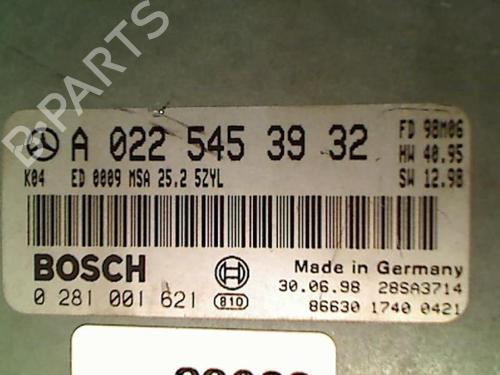 B-PARTS
A 022 545 39 32
FD 98M06
HW 40.95
SW 12.98
K04 ED 0009 MSA 25.2 5ZYL
BOSCH
0 281 001 621
810
Made in Germany
30.06.98 28SA3714
86630 1740 0421